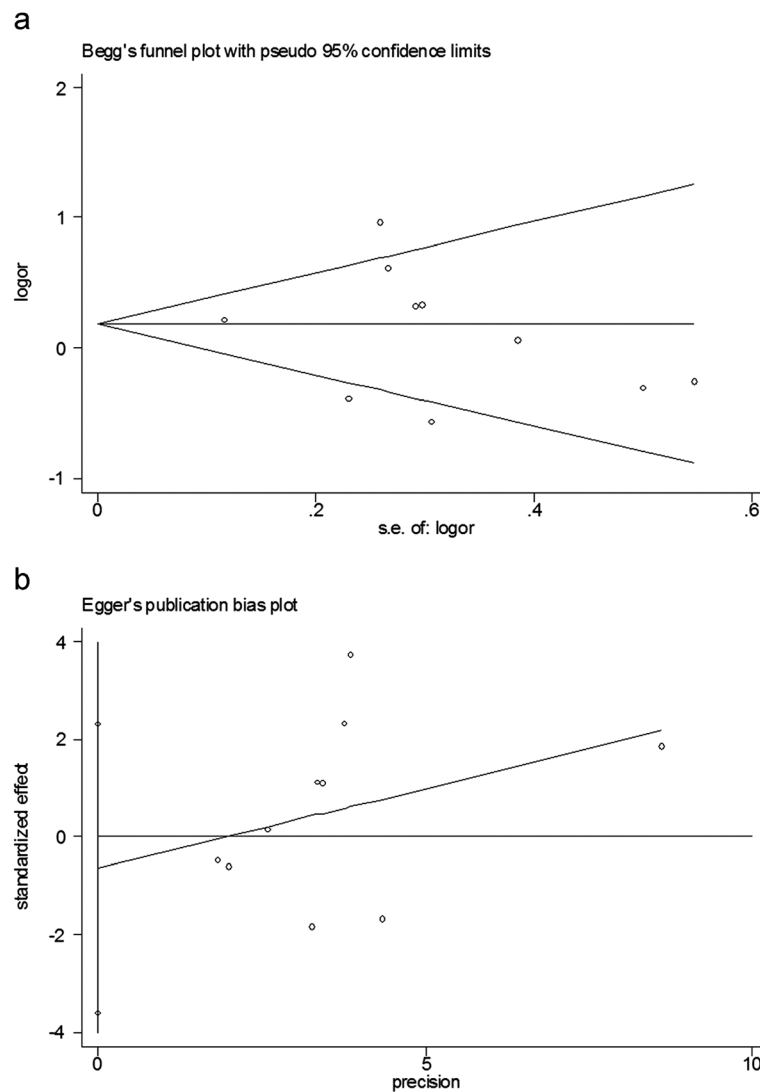 a
Begg's funnel plot with pseudo 95% confidence limits
2
1
0
-1
logor
0 .2 .4 .6
s.e. of: logor
b
Egger's publication bias plot
4
2
0
-2
-4
standardized effect
0 5 10
precision